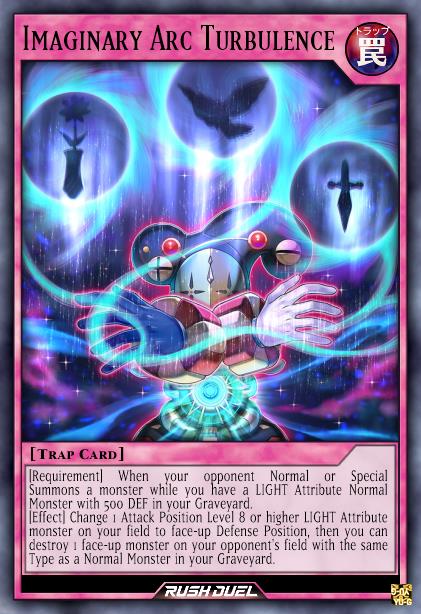 Imaginary Arc Turbulence
トラップ
罠
[Trap Card]
[Requirement] When your opponent Normal or Special
Summons a monster while you have a LIGHT Attribute Normal
Monster with 500 DEF in your Graveyard.
[Effect] Change 1 Attack Position Level 8 or higher LIGHT Attribute
monster on your field to face-up Defense Position, then you can
destroy 1 face-up monster on your opponent's field with the same
Type as a Normal Monster in your Graveyard.
RUSH DUEL